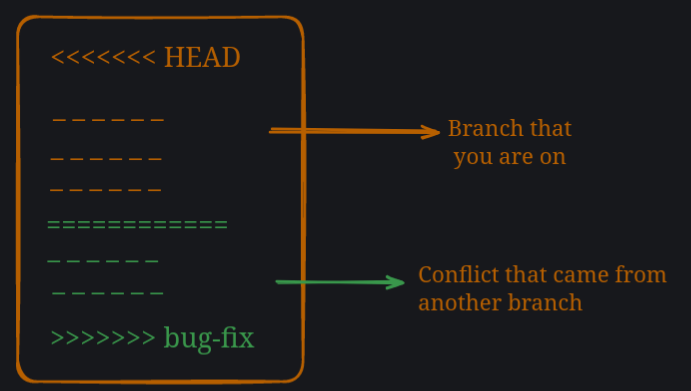 <<<<<<< HEAD
_ _ _ _ _ _
Branch that
you are on
_ _ _ _ _ _
_ _ _ _ _ _
============
_ _ _ _ _ _
Conflict that came from
another branch
_ _ _ _ _ _
>>>>>>> bug-fix